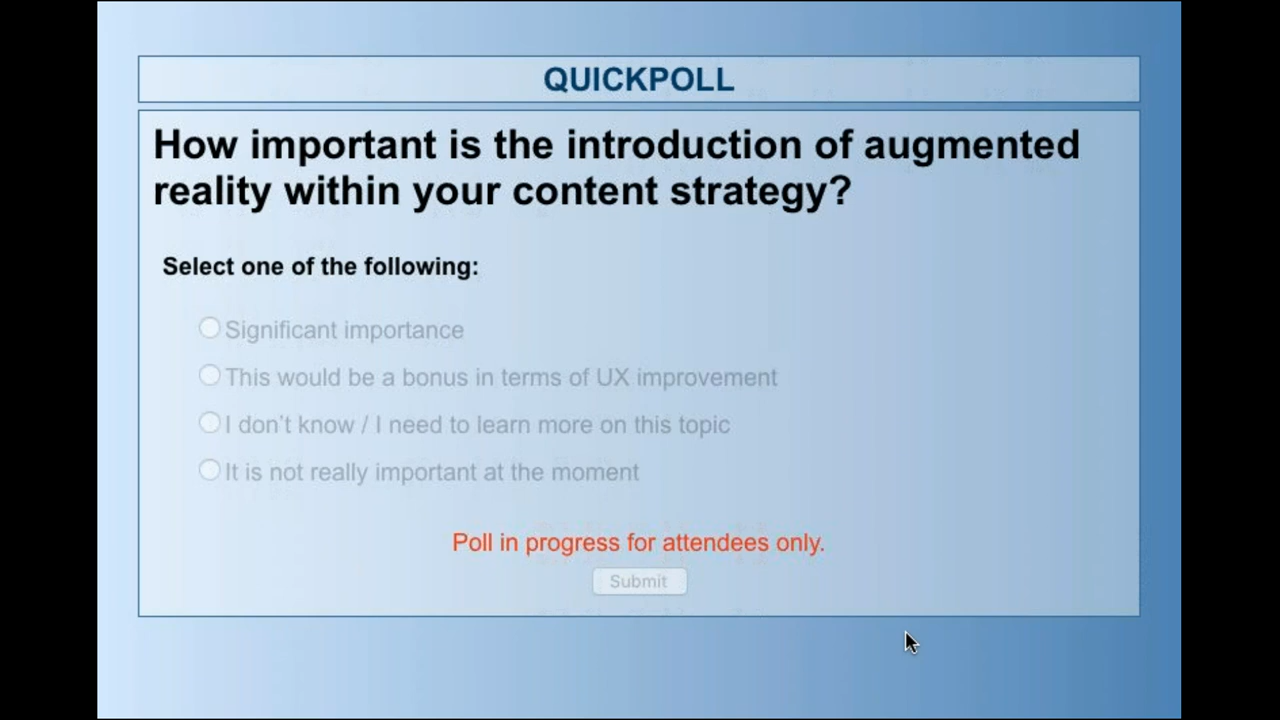 QUICKPOLL
How important is the introduction of augmented
reality within your content strategy?
Select one of the following:
Significant importance
This would be a bonus in terms of UX improvement
I don't know / I need to learn more on this topic
It is not really important at the moment
Poll in progress for attendees only.
Submit